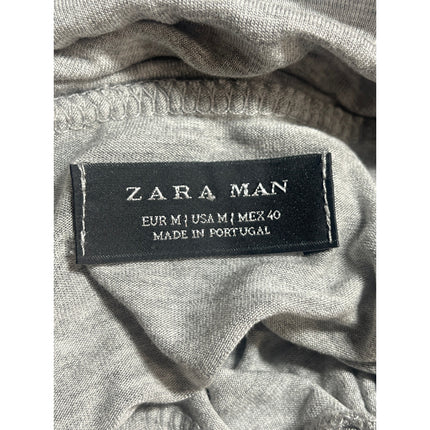 ZARA MAN
EUR M | USA M | MEX 40
MADE IN PORTUGAL